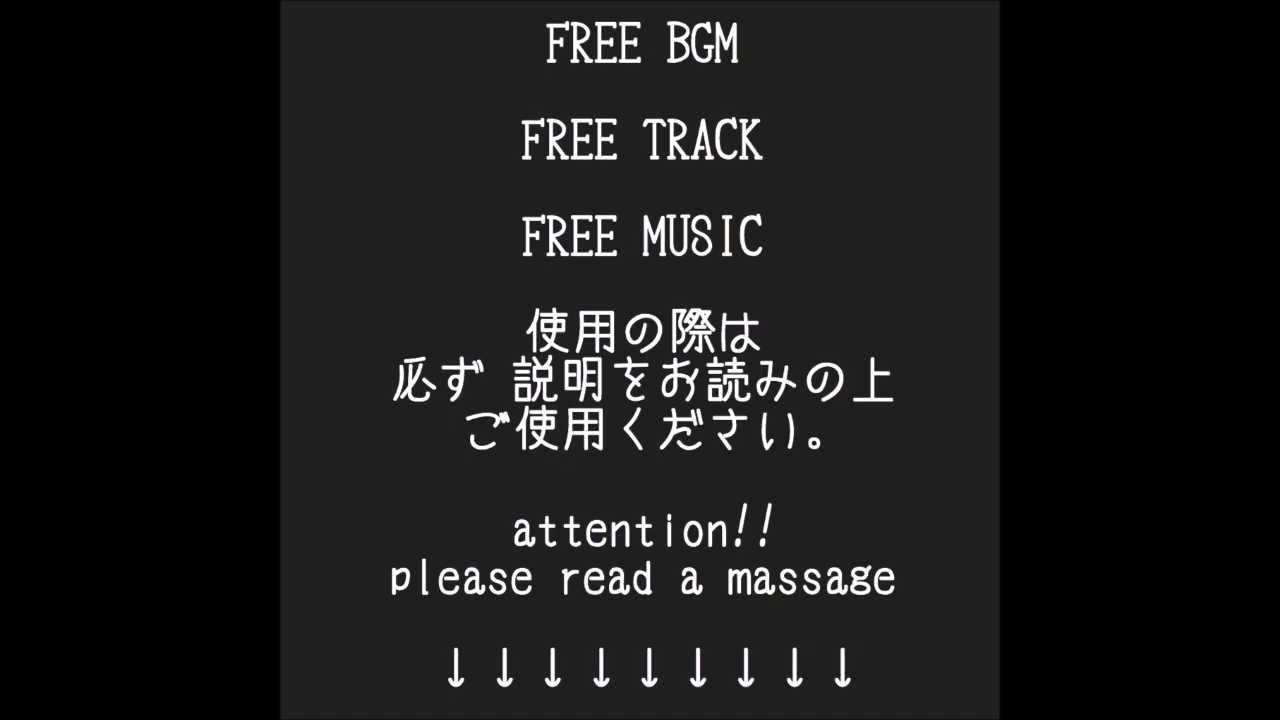 FREE BGM
FREE TRACK
FREE MUSIC
使用の際は
必ず 説明をお読みの上
ご使用ください。
attention!!
please read a massage
↓ ↓ ↓ ↓ ↓ ↓ ↓ ↓ ↓